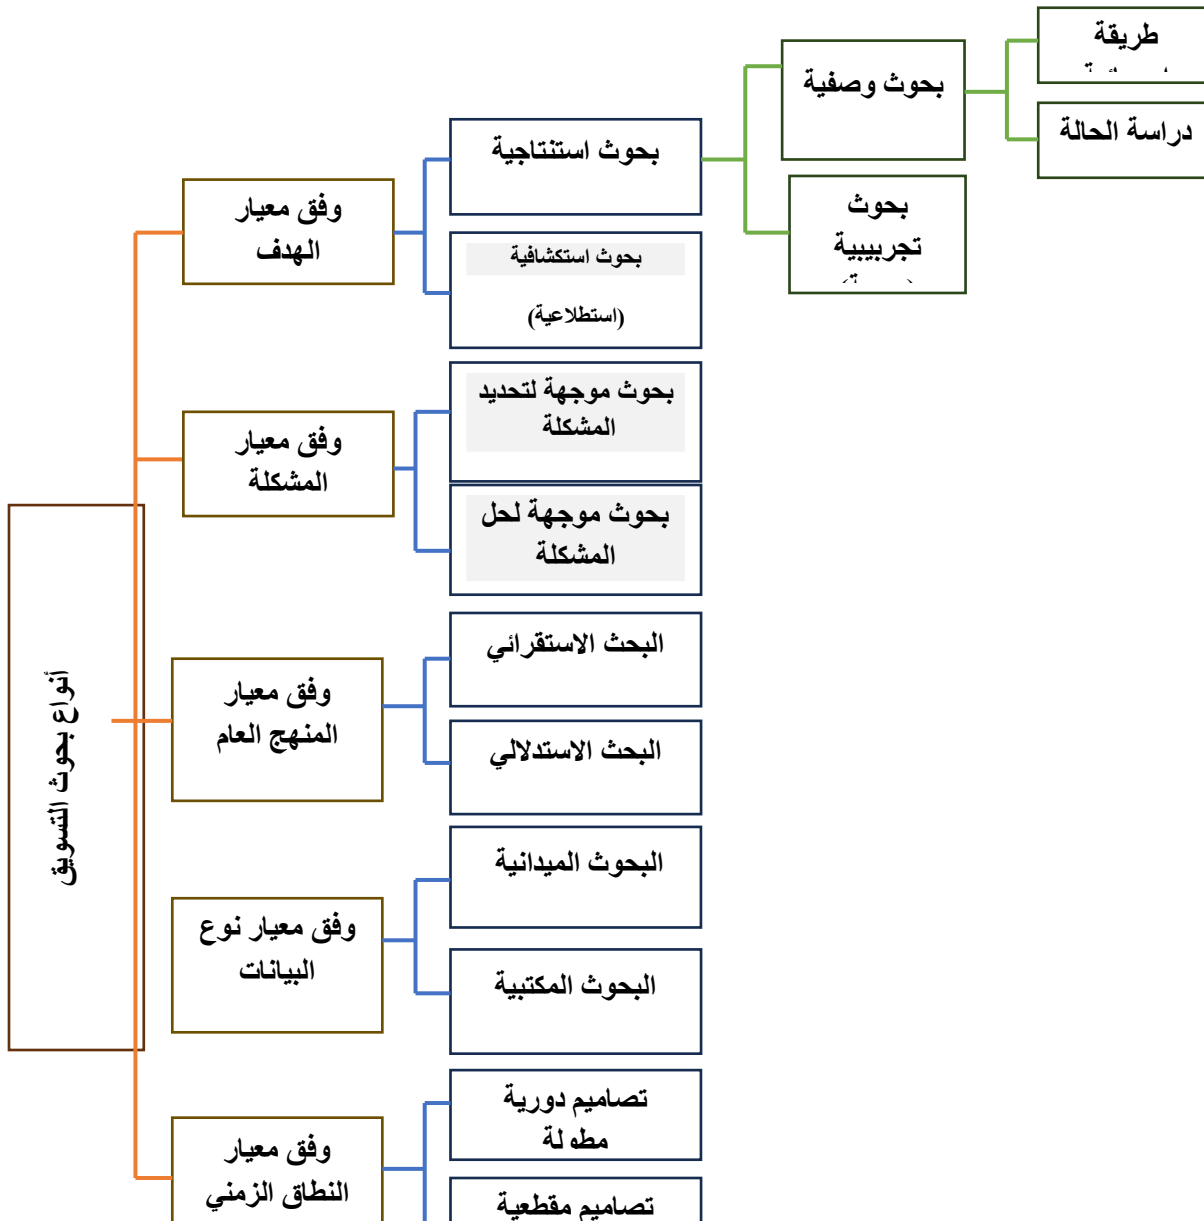 أنواع بحوث التسويق
وفق معيار
الهدف
بحوث استنتاجية
بحوث وصفية
طريقة
دراسة الحالة
بحوث
تجريبيية
بحوث استكشافية
(استطلاعية)
وفق معيار
المشكلة
بحوث موجهة لتحديد
المشكلة
بحوث موجهة لحل
المشكلة
وفق معيار
المنهج العام
البحث الاستقرائي
البحث الاستدلالي
وفق معيار نوع
البيانات
البحوث الميدانية
البحوث المكتبية
وفق معيار
النطاق الزمني
تصاميم دورية
مطولة
تصاميم مقطعية